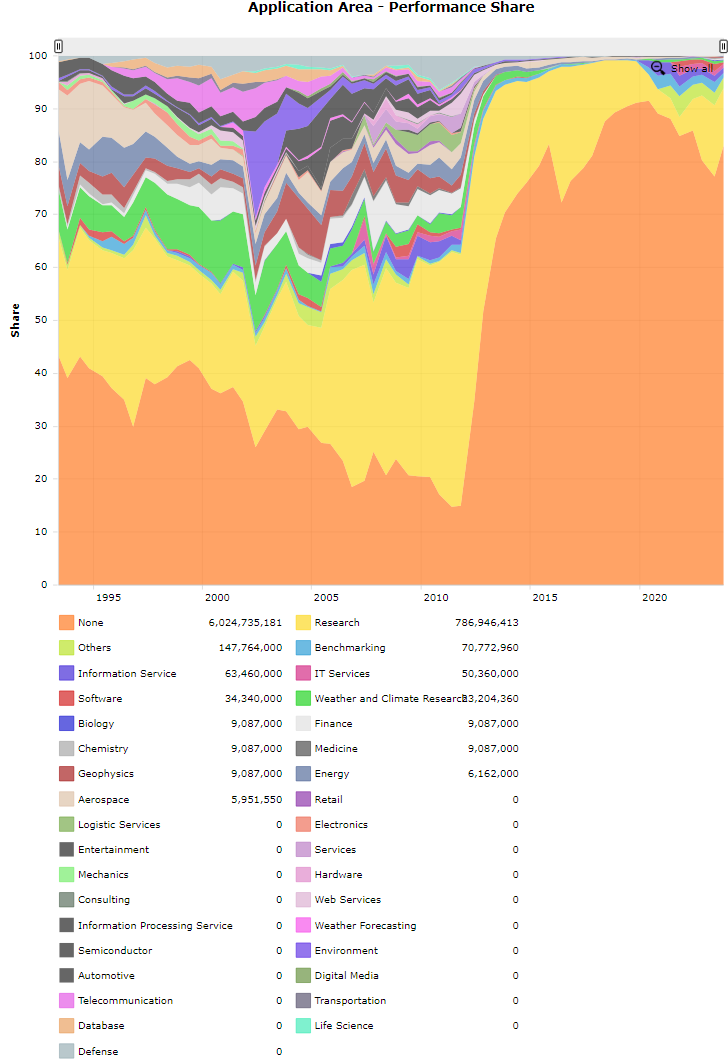 Application Area - Performance Share
100
Show all
90
80
70
60
Share
50
40
30
20
10
0
1995 2000 2005 2010 2015 2020
None 6,024,735,181 Research 786,946,413
Others 147,764,000 Benchmarking 70,772,960
Information Service 63,460,000 IT Services 50,360,000
Software 34,340,000 Weather and Climate Research 23,204,360
Biology 9,087,000 Finance 9,087,000
Chemistry 9,087,000 Medicine 9,087,000
Geophysics 9,087,000 Energy 6,162,000
Aerospace 5,951,550 Retail 0
Logistic Services 0 Electronics 0
Entertainment 0 Services 0
Mechanics 0 Hardware 0
Consulting 0 Web Services 0
Information Processing Service 0 Weather Forecasting 0
Semiconductor 0 Environment 0
Automotive 0 Digital Media 0
Telecommunication 0 Transportation 0
Database 0 Life Science 0
Defense 0